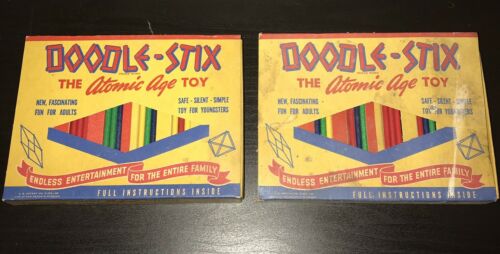 DOODLE-STIX
THE Atomic Age TOY
NEW, FASCINATING
FUN FOR ADULTS
SAFE - SILENT - SIMPLE
TOY FOR YOUNGSTERS
ENDLESS ENTERTAINMENT FOR THE ENTIRE FAMILY
FULL INSTRUCTIONS INSIDE
DOODLE-STIX
THE Atomic Age TOY
NEW, FASCINATING
FUN FOR ADULTS
SAFE - SILENT - SIMPLE
TOY FOR YOUNGSTERS
ENDLESS ENTERTAINMENT FOR THE ENTIRE FAMILY
FULL INSTRUCTIONS INSIDE